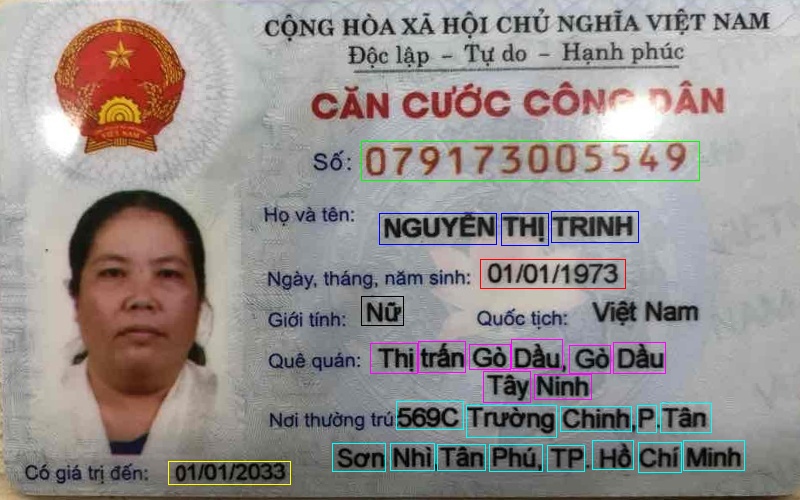 CỘNG HÒA XÃ HỘI CHỦ NGHĨA VIỆT NAM
Độc lập - Tự do - Hạnh phúc
CĂN CƯỚC CÔNG DÂN
Số: 079173005549
Họ và tên: NGUYỄN THỊ TRINH
Ngày, tháng, năm sinh: 01/01/1973
Giới tính: Nữ Quốc tịch: Việt Nam
Quê quán: Thị trấn Gò Dầu, Gò Dầu
Tây Ninh
Nơi thường trú: 569C Trường Chinh, P. Tân
Sơn Nhì, Tân Phú, TP. Hồ Chí Minh
Có giá trị đến: 01/01/2033